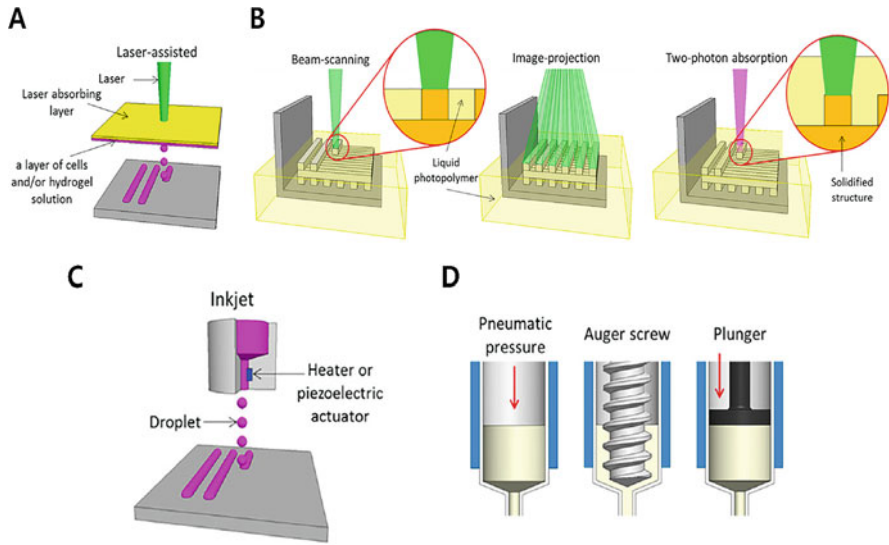 A
Laser-assisted
Laser
Laser absorbing
layer
a layer of cells
and/or hydrogel
solution
B
Beam-scanning
Image-projection
Two-photon absorption
Liquid
photopolymer
Solidified
structure
C
Inkjet
Heater or
piezoelectric
actuator
Droplet
D
Pneumatic
pressure
Auger screw
Plunger